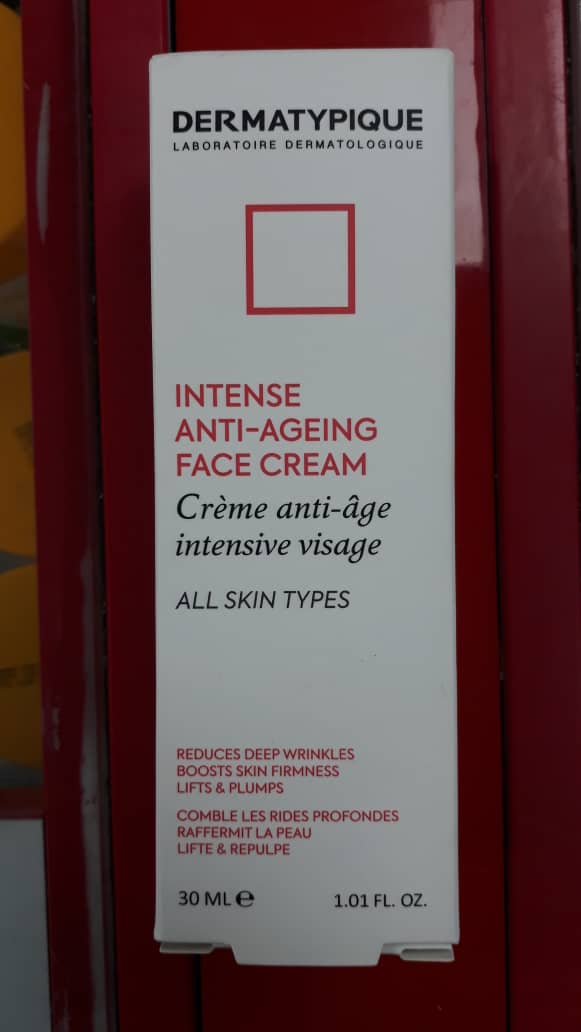 DERMATYPIQUE
LABORATOIRE DERMATOLOGIQUE
INTENSE
ANTI-AGEING
FACE CREAM
Crème anti-âge
intensive visage
ALL SKIN TYPES
REDUCES DEEP WRINKLES
BOOSTS SKIN FIRMNESS
LIFTS & PLUMPS
COMBLE LES RIDES PROFONDES
RAFFERMIT LA PEAU
LIFTE & REPULPE
30 ML ℮ 1.01 FL. OZ.